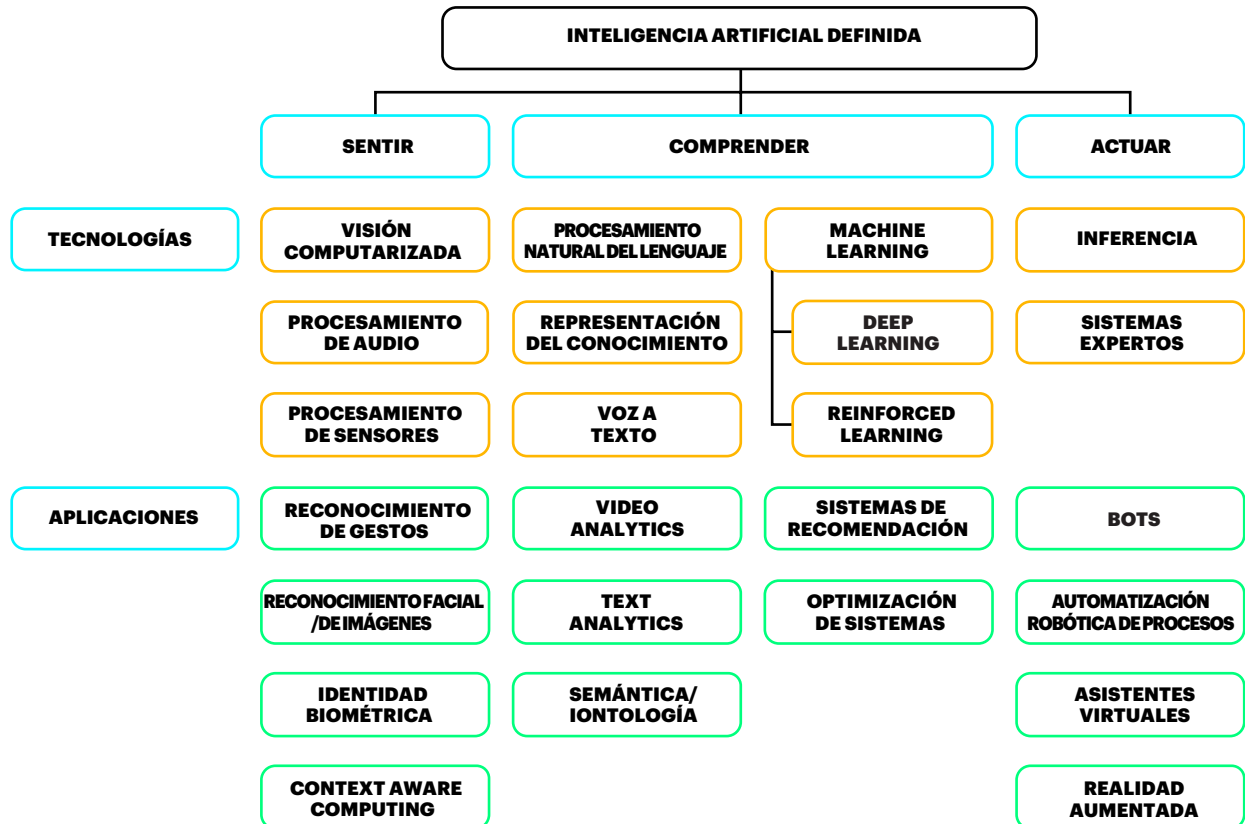 INTELIGENCIA ARTIFICIAL DEFINIDA
SENTIR
COMPRENDER
ACTUAR
TECNOLOGÍAS
VISIÓN
COMPUTARIZADA
PROCESAMIENTO
NATURAL DEL LENGUAJE
MACHINE
LEARNING
INFERENCIA
PROCESAMIENTO
DE AUDIO
REPRESENTACIÓN
DEL CONOCIMIENTO
DEEP
LEARNING
SISTEMAS
EXPERTOS
PROCESAMIENTO
DE SENSORES
VOZ A
TEXTO
REINFORCED
LEARNING
APLICACIONES
RECONOCIMIENTO
DE GESTOS
VIDEO
ANALYTICS
SISTEMAS DE
RECOMENDACIÓN
BOTS
RECONOCIMIENTO FACIAL
/DE IMÁGENES
TEXT
ANALYTICS
OPTIMIZACIÓN
DE SISTEMAS
AUTOMATIZACIÓN
ROBÓTICA DE PROCESOS
IDENTIDAD
BIOMÉTRICA
SEMÁNTICA/
IONTOLOGÍA
ASISTENTES
VIRTUALES
CONTEXT AWARE
COMPUTING
REALIDAD
AUMENTADA